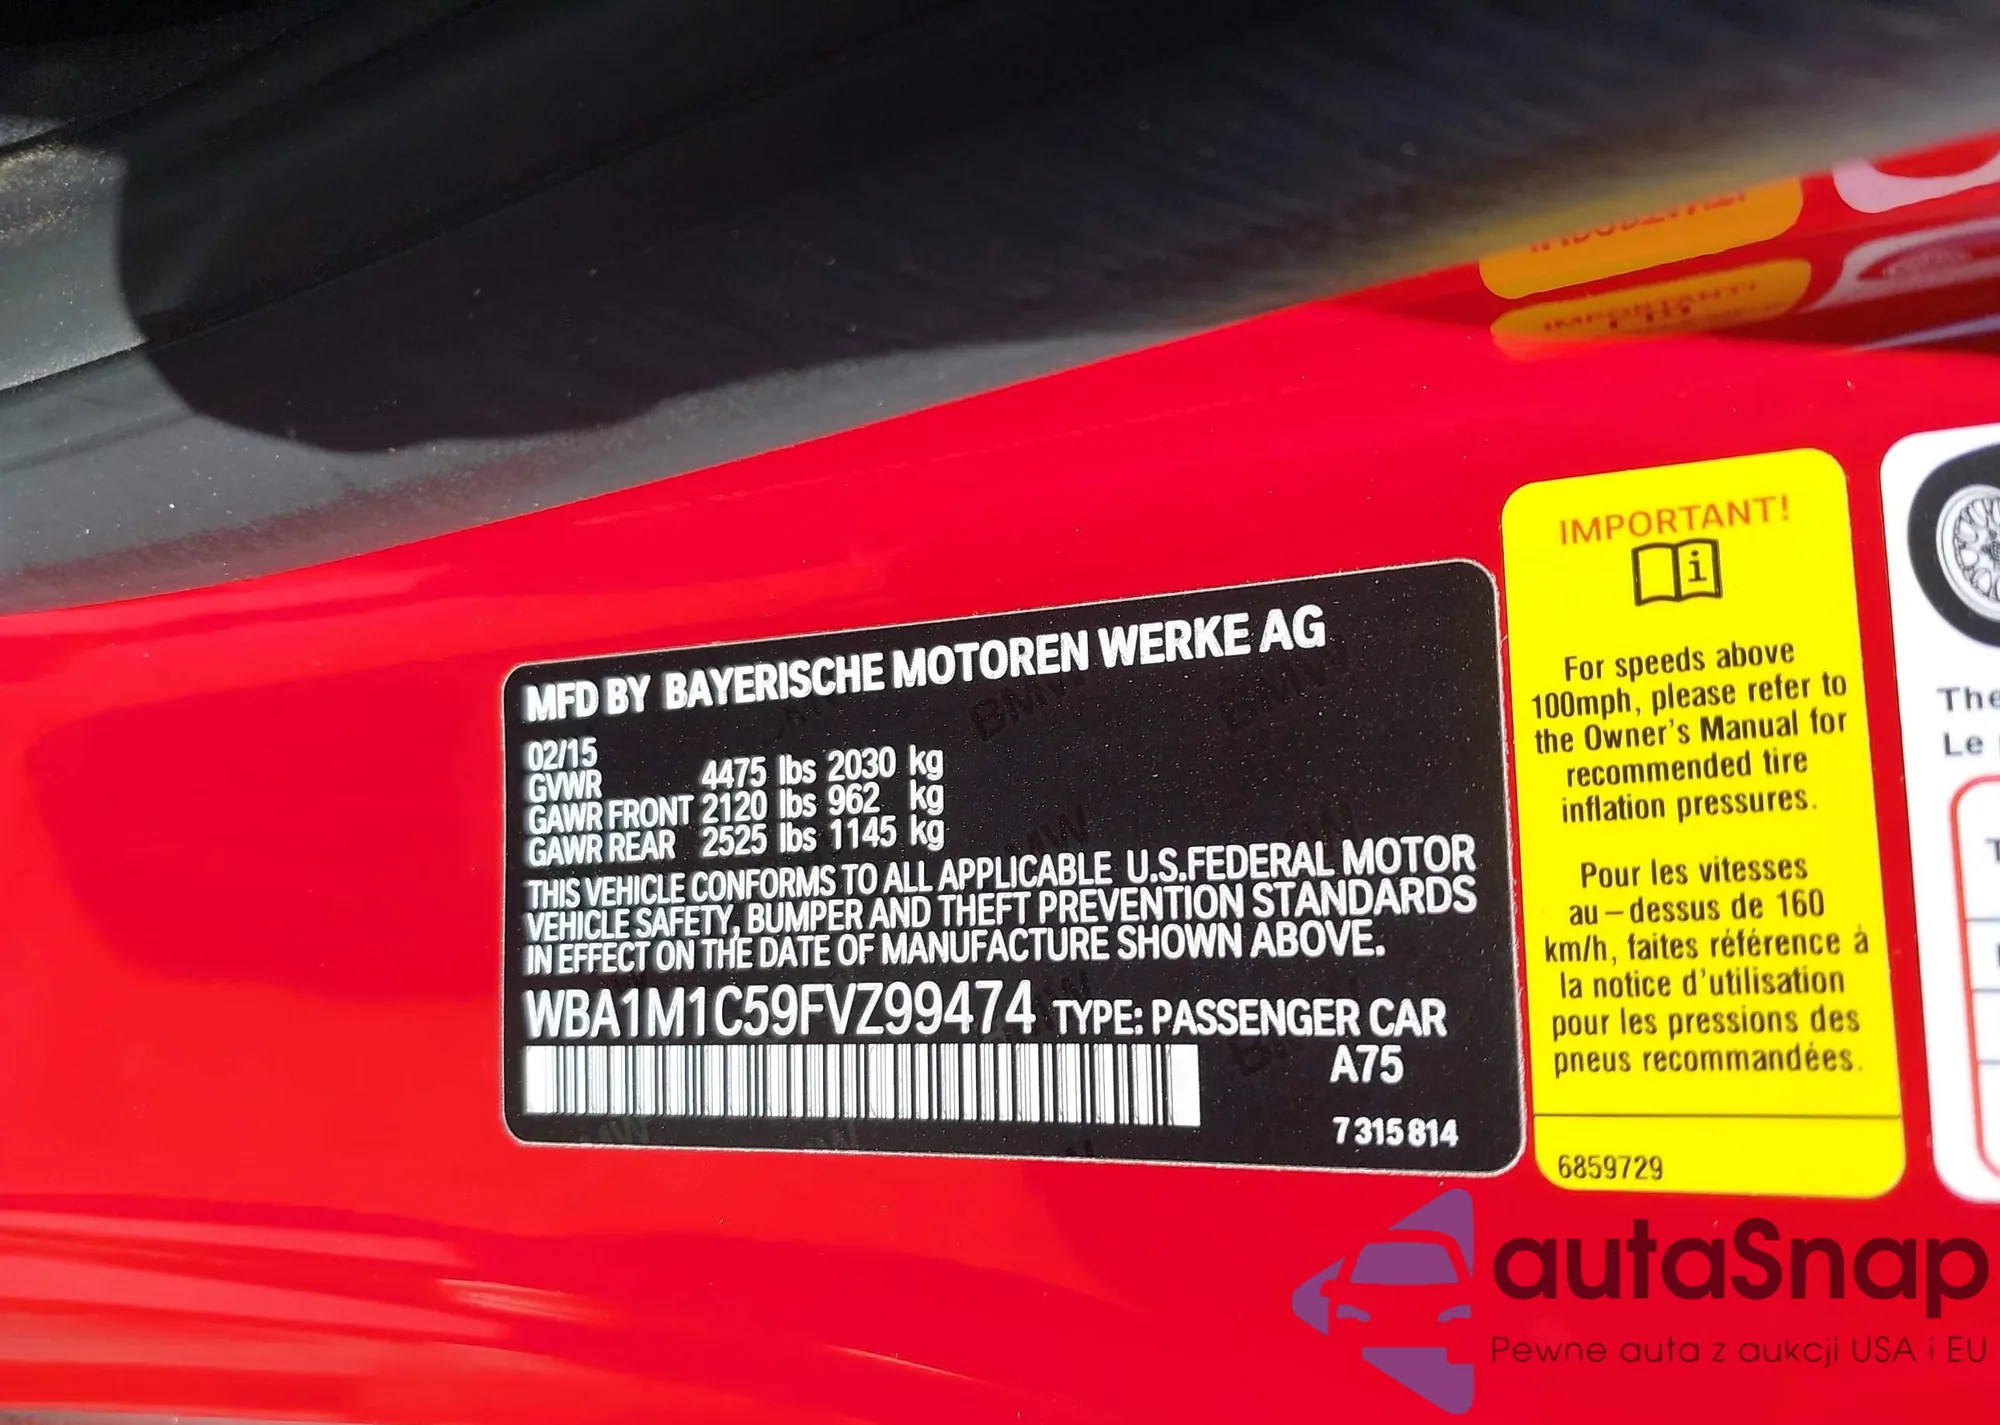 MFD BY BAYERISCHE MOTOREN WERKE AG
02/15
GVWR 4475 lbs 2030 kg
GAWR FRONT 2120 lbs 962 kg
GAWR REAR 2525 lbs 1145 kg
THIS VEHICLE CONFORMS TO ALL APPLICABLE U.S.FEDERAL MOTOR
VEHICLE SAFETY, BUMPER AND THEFT PREVENTION STANDARDS
IN EFFECT ON THE DATE OF MANUFACTURE SHOWN ABOVE.
WBA1M1C59FVZ99474 TYPE: PASSENGER CAR
A75
7 315 814
IMPORTANT!
i
For speeds above
100mph, please refer to
the Owner's Manual for
recommended tire
inflation pressures.
Pour les vitesses
au-dessus de 160
km/h, faites référence à
la notice d'utilisation
pour les pressions des
pneus recommandées.
6859729
The
Le
autaSnap
Pewne auta z aukcji USA i EU